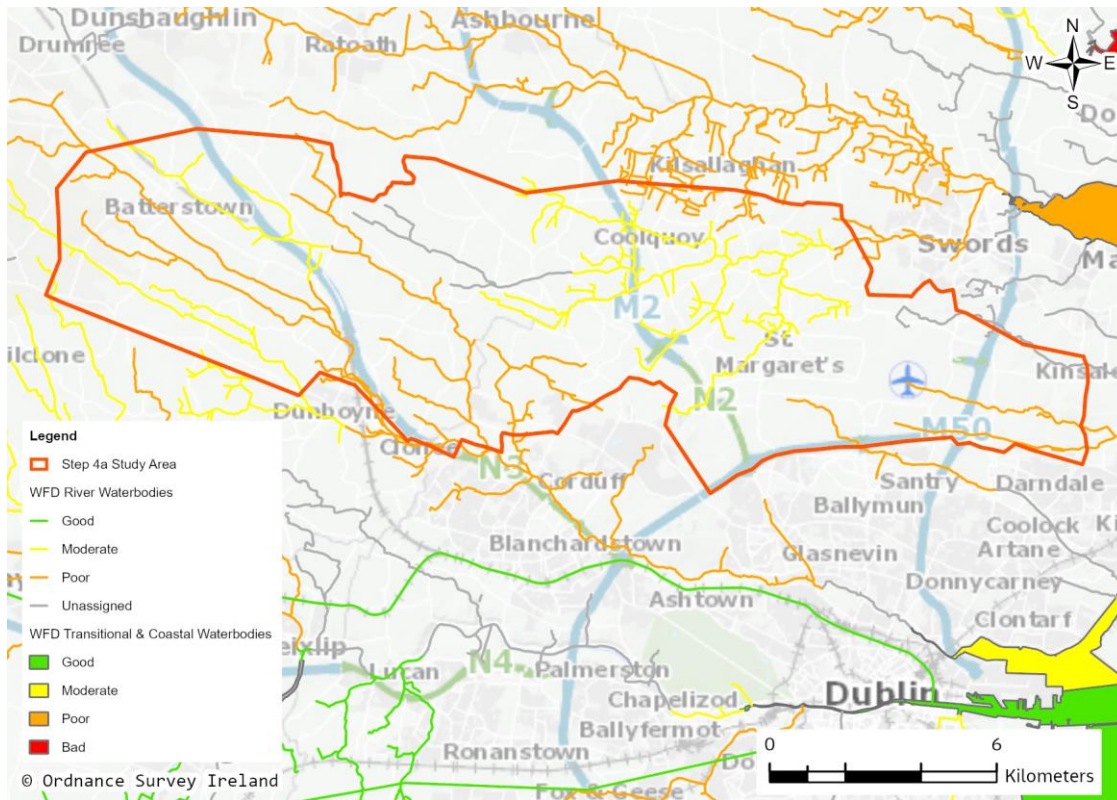 Dunshaughlin
Ashbourne
N
Drumree
Ratoath
W
E
S
Do
Kilsallaghan
Batterstown
Coolquoy
Swords
Ma
M2
St
Margaret's
ilclone
Kinsale
Dunboyne
N2
M50
Legend
Step 4a Study Area
WFD River Waterbodies
Good
Moderate
Poor
Unassigned
WFD Transitional & Coastal Waterbodies
Good
Moderate
Poor
Bad
© Ordnance Survey Ireland
N3
Corduff
Santry
Darndale
Ballymun
Coolock
Artane
Blanchardstown
Glasnevin
Donnycarney
Ashtown
Clontarf
eixlip
Lucan
N4
Palmerston
Chapelizod
Dublin
Ballyfermot
Ronanstown
Fox & Geese
0
6
Kilometers